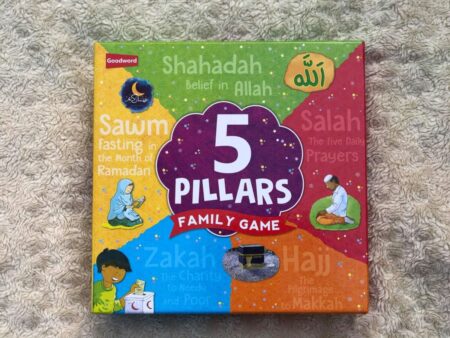 Goodword
Shahadah
Belief in
Allah
الله
Sawm
fasting in
the Month of
Ramadan
Salah
The five Daily
Prayers
5
PILLARS
FAMILY GAME
Zakah
the Charity
to Needy
and Poor
Hajj
The
Pilgrimage
to Makkah